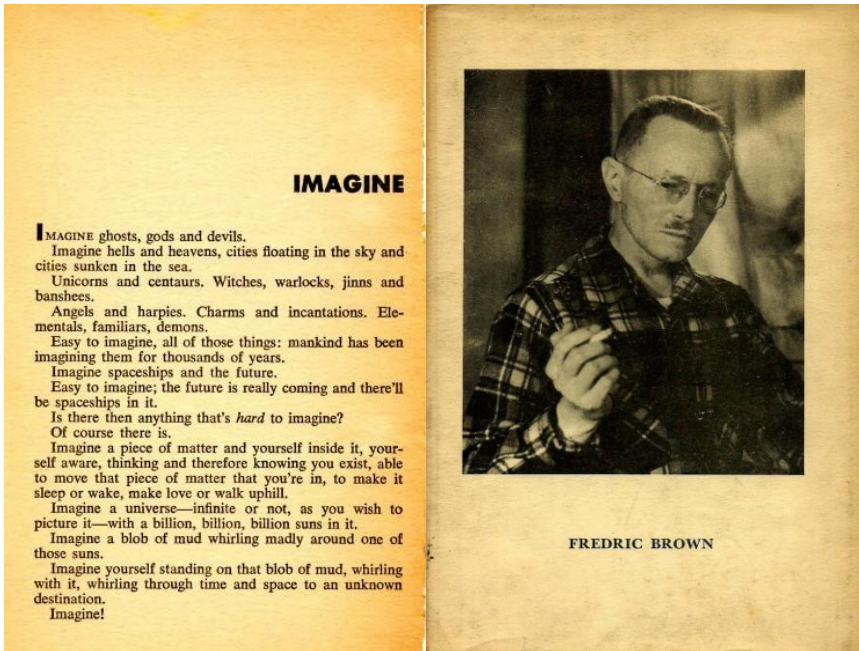 IMAGINE
IMAGINE ghosts, gods and devils.
Imagine hells and heavens, cities floating in the sky and
cities sunken in the sea.
Unicorns and centaurs. Witches, warlocks, jinns and
banshees.
Angels and harpies. Charms and incantations. Ele-
mentals, familiars, demons.
Easy to imagine, all of those things: mankind has been
imagining them for thousands of years.
Imagine spaceships and the future.
Easy to imagine; the future is really coming and there'll
be spaceships in it.
Is there then anything that's hard to imagine?
Of course there is.
Imagine a piece of matter and yourself inside it, your-
self aware, thinking and therefore knowing you exist, able
to move that piece of matter that you're in, to make it
sleep or wake, make love or walk uphill.
Imagine a universe—infinite or not, as you wish to
picture it—with a billion, billion, billion suns in it.
Imagine a blob of mud whirling madly around one of
those suns.
Imagine yourself standing on that blob of mud, whirling
with it, whirling through time and space to an unknown
destination.
Imagine!
FREDRIC BROWN